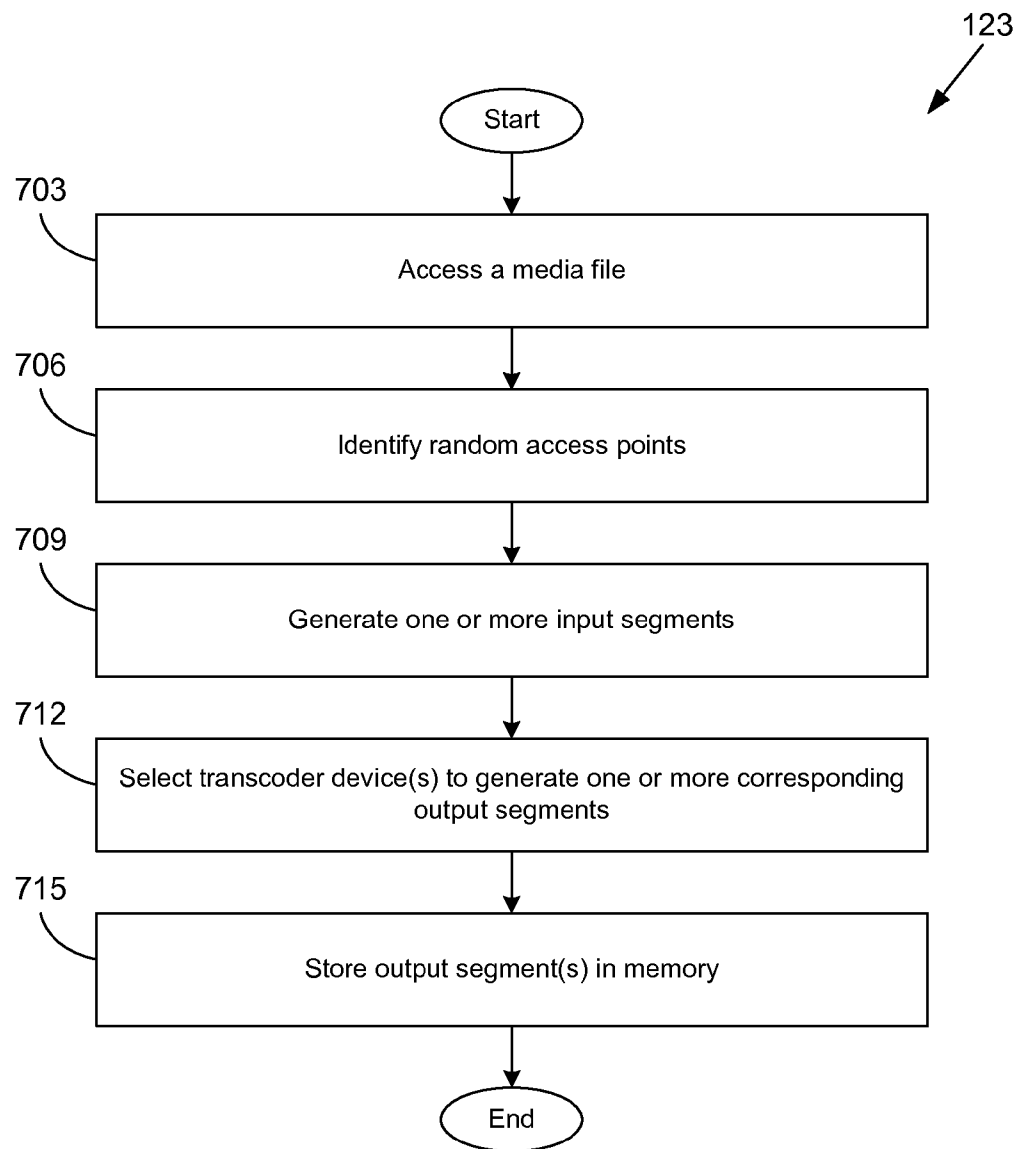 123
Start
703
Access a media file
706
Identify random access points
709
Generate one or more input segments
712
Select transcoder device(s) to generate one or more corresponding
output segments
715
Store output segment(s) in memory
End